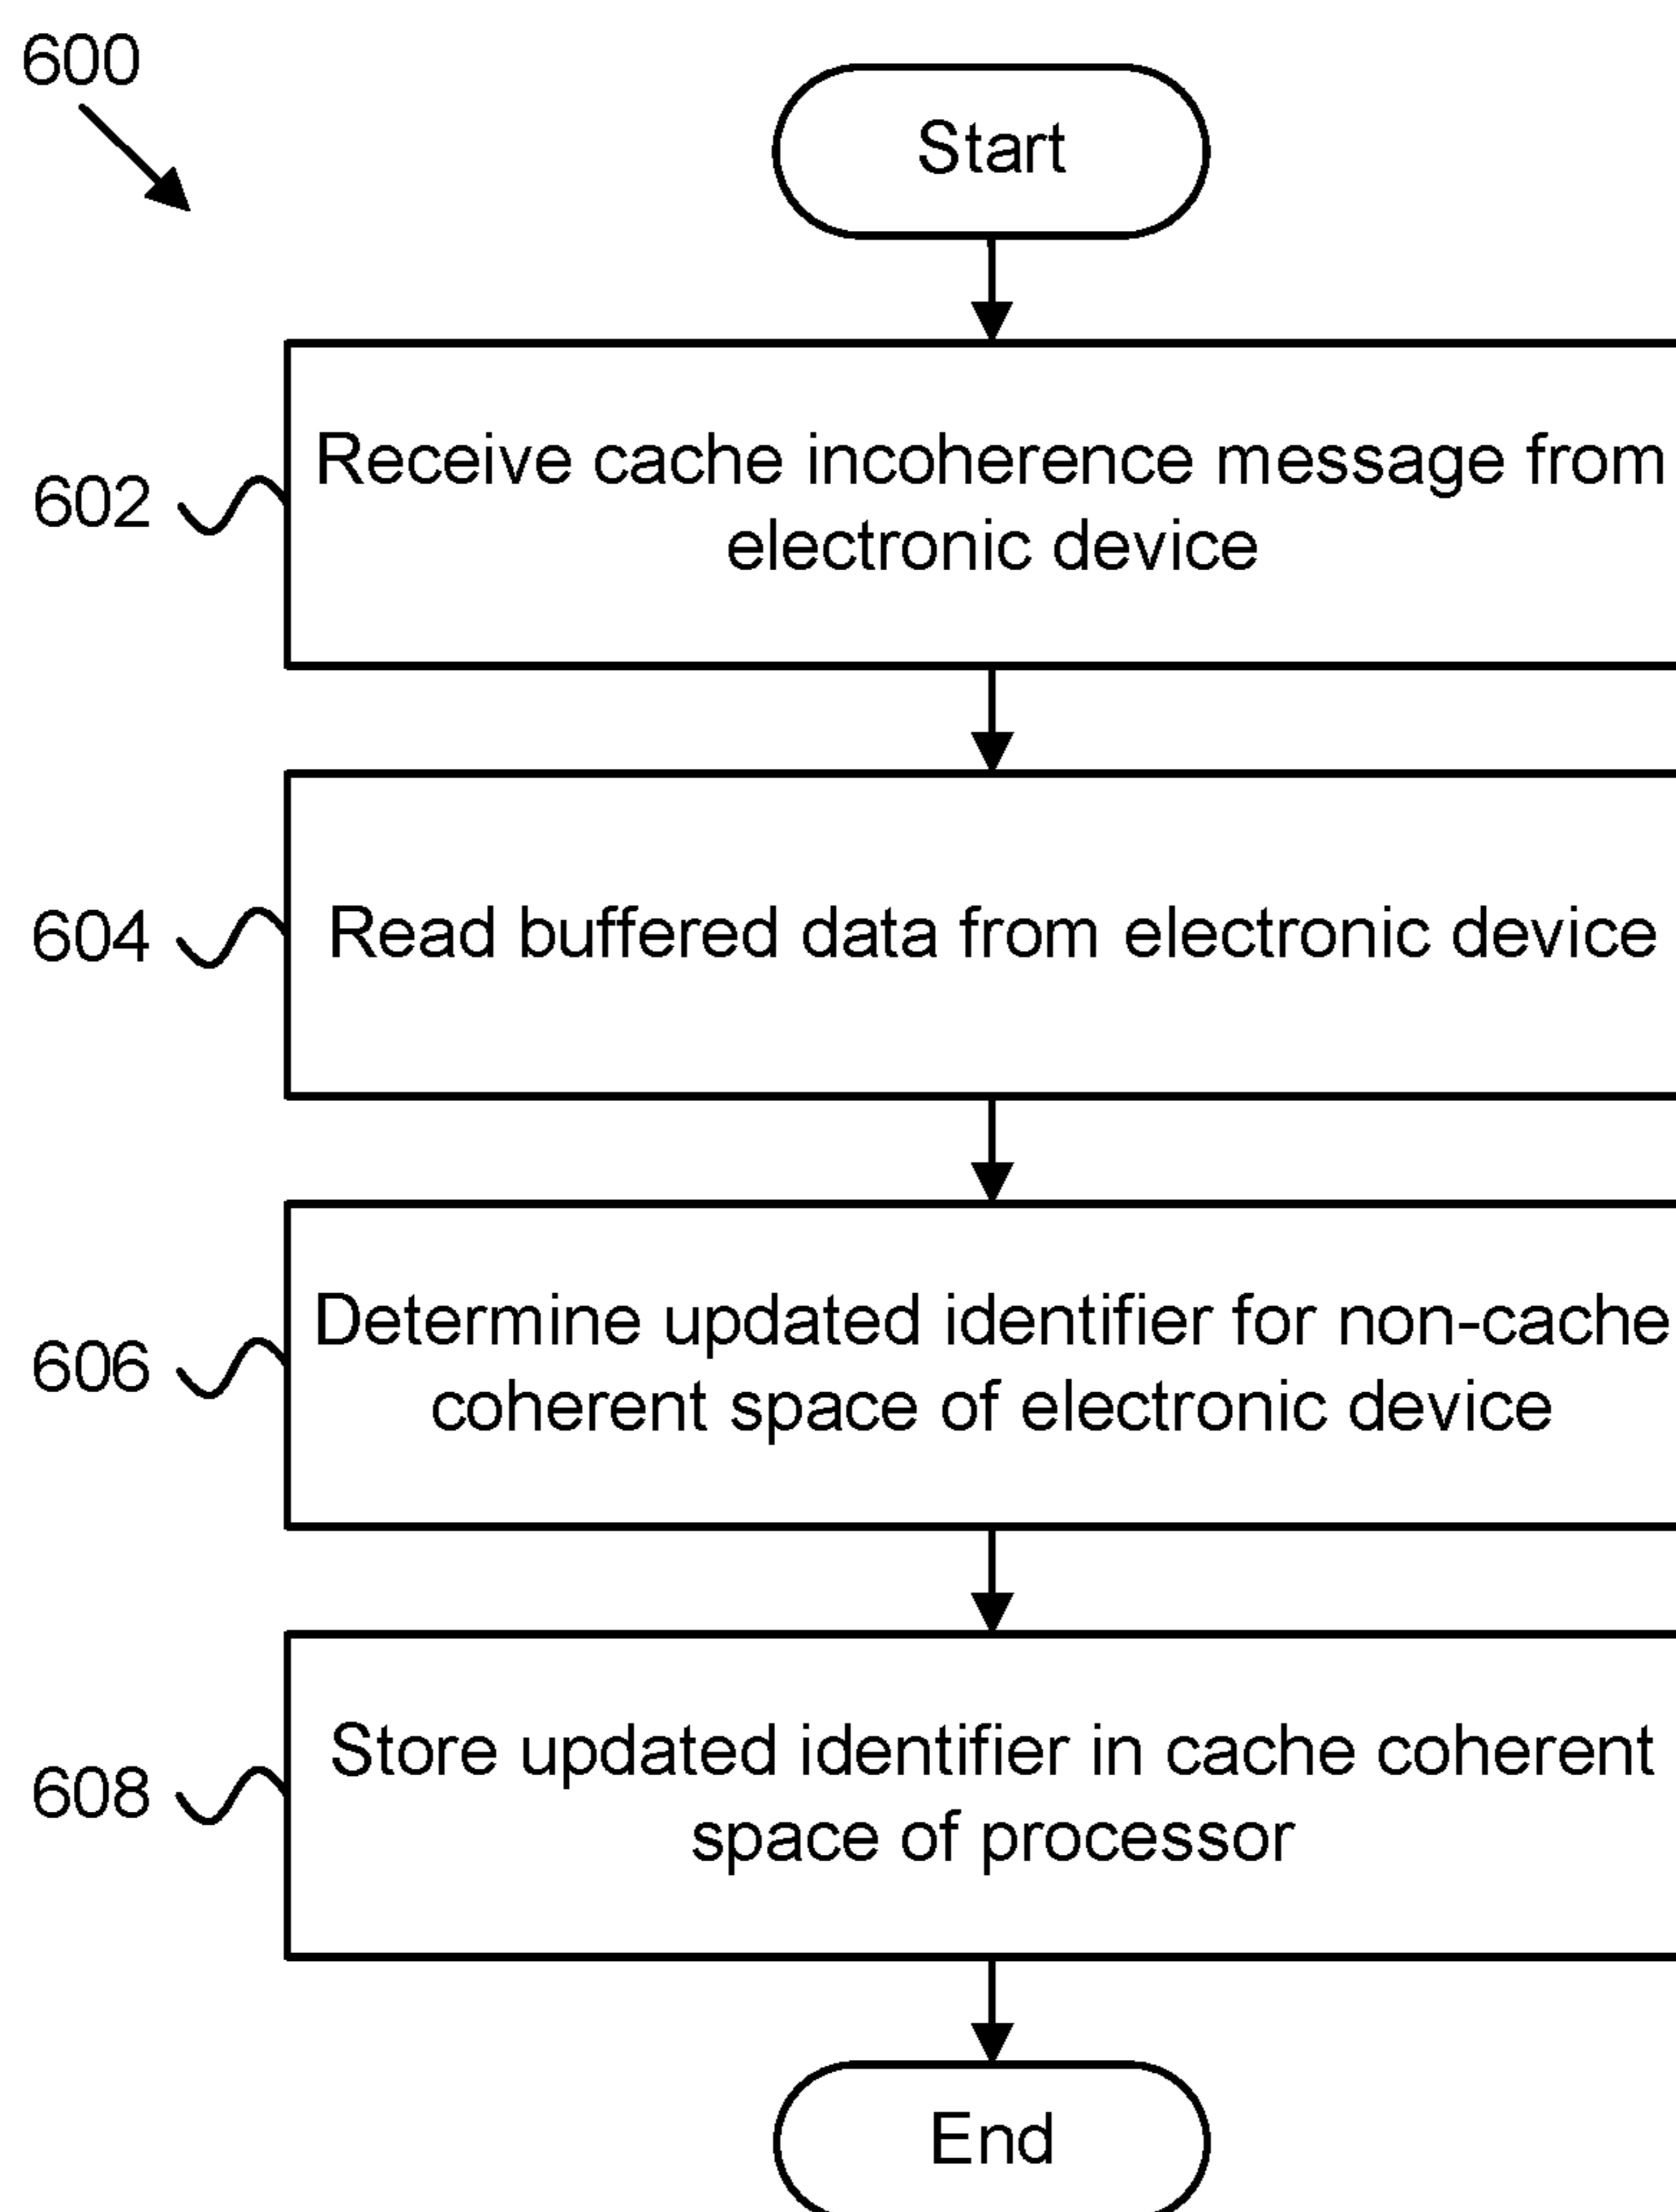 600
Start
602
Receive cache incoherence message from
electronic device
604
Read buffered data from electronic device
606
Determine updated identifier for non-cache
coherent space of electronic device
608
Store updated identifier in cache coherent
space of processor
End